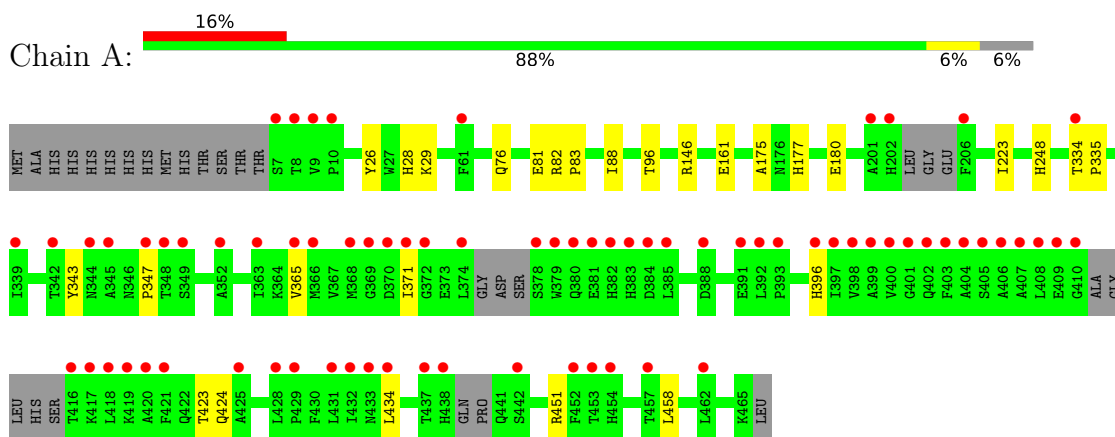 16%
Chain A:
88% 6% 6%
MET ALA HIS HIS HIS HIS HIS HIS MET HIS THR SER THR THR S7 T8 V9 P10 Y26 W27 H28 K29 F61 Q76 E81 R82 P83 I88 T96 R146 E161 A175 N176 H177 E180 A201 H202 LEU GLY GLU F206 I223 H248 T334 P335
I339 T342 Y343 N344 A345 N346 P347 T348 S349 A352 I363 K364 V365 M366 V367 M368 G369 D370 I371 G372 E373 L374 GLY ASP SER S378 W379 Q380 E381 H382 H383 D384 L385 D388 E391 L392 P393 H396 I397 V398 A399 V400 G401 Q402 F403 A404 S405 A406 A407 L408 E409 G410 ALA GLY
LEU HIS SER T416 K417 L418 K419 A420 F421 Q422 T423 Q424 A425 L428 P429 F430 L431 I432 N433 L434 T437 H438 GLN PRO Q441 S442 R451 F452 T453 H454 T457 L458 L462 K465 LEU